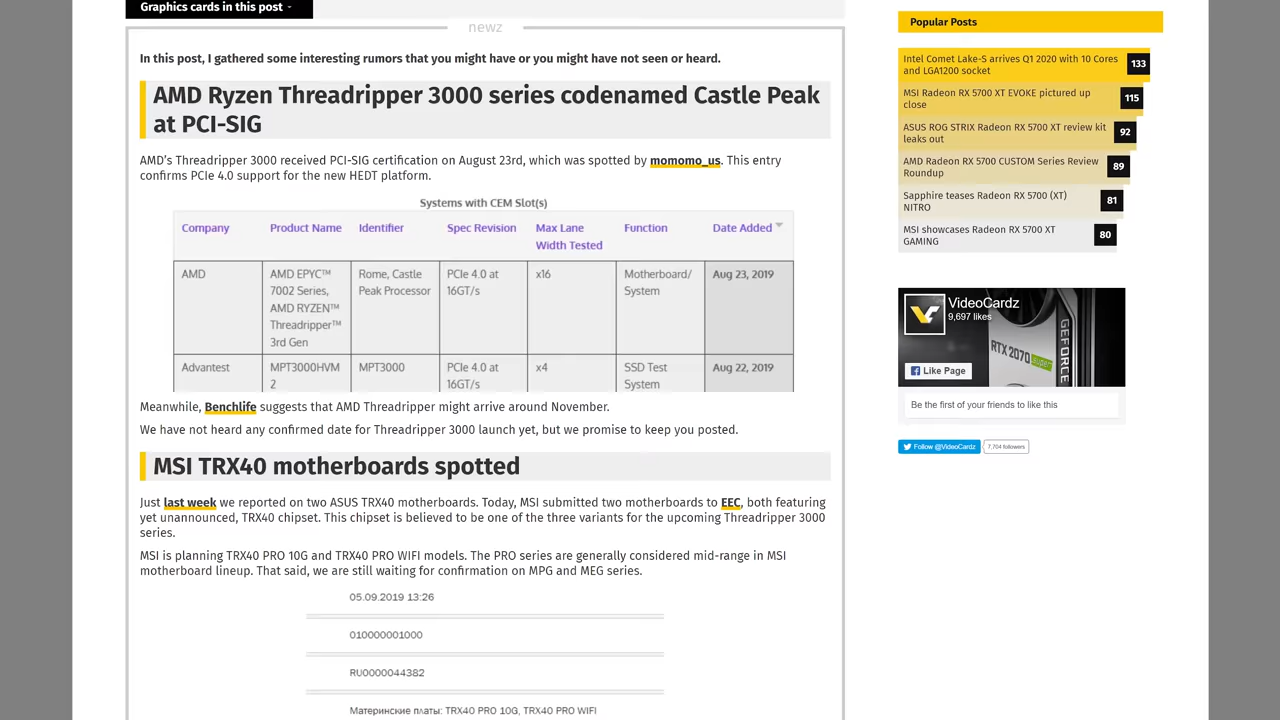 Graphics cards in this post -
newz
In this post, I gathered some interesting rumors that you might have or you might have not seen or heard.
AMD Ryzen Threadripper 3000 series codenamed Castle Peak
at PCI-SIG
AMD's Threadripper 3000 received PCI-SIG certification on August 23rd, which was spotted by momomo_us. This entry
confirms PCIe 4.0 support for the new HEDT platform.
Systems with CEM Slot(s)
Company Product Name Identifier Spec Revision Max Lane Function Date Added
Width Tested
AMD AMD EPYC™ Rome, Castle PCIe 4.0 at x16 Motherboard/ Aug 23, 2019
7002 Series, Peak Processor 16GT/s System
AMD RYZEN™
Threadripper™
3rd Gen
Advantest MPT3000HVM MPT3000 PCIe 4.0 at x4 SSD Test Aug 22, 2019
2 16GT/s System
Meanwhile, Benchlife suggests that AMD Threadripper might arrive around November.
We have not heard any confirmed date for Threadripper 3000 launch yet, but we promise to keep you posted.
MSI TRX40 motherboards spotted
Just last week we reported on two ASUS TRX40 motherboards. Today, MSI submitted two motherboards to EEC, both featuring
yet unannounced, TRX40 chipset. This chipset is believed to be one of the three variants for the upcoming Threadripper 3000
series.
MSI is planning TRX40 PRO 10G and TRX40 PRO WIFI models. The PRO series are generally considered mid-range in MSI
motherboard lineup. That said, we are still waiting for confirmation on MPG and MEG series.
05.09.2019 13:26
010000001000
RU0000044382
Материнские платы: TRX40 PRO 10G, TRX40 PRO WIFI
Popular Posts
Intel Comet Lake-S arrives Q1 2020 with 10 Cores
and LGA1200 socket
133
MSI Radeon RX 5700 XT EVOKE pictured up
close
115
ASUS ROG STRIX Radeon RX 5700 XT review kit
leaks out
92
AMD Radeon RX 5700 CUSTOM Series Review
Roundup
89
Sapphire teases Radeon RX 5700 (XT)
NITRO
81
MSI showcases Radeon RX 5700 XT
GAMING
80
VideoCardz
9,697 likes
RTX 2070 SUPER
GEFORCE
Like Page
Be the first of your friends to like this
Follow @VideoCardz 7,704 followers